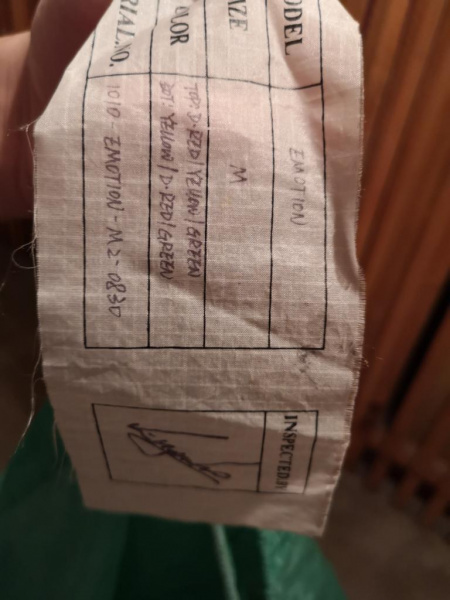 MODEL EMOTION
SIZE M
COLOR TOP: D-RED/YELLOW/GREEN
BOT: YELLOW/D-RED/GREEN
SERIAL NO. 1010-EMOTION-M2-0830
INSPECTED BY